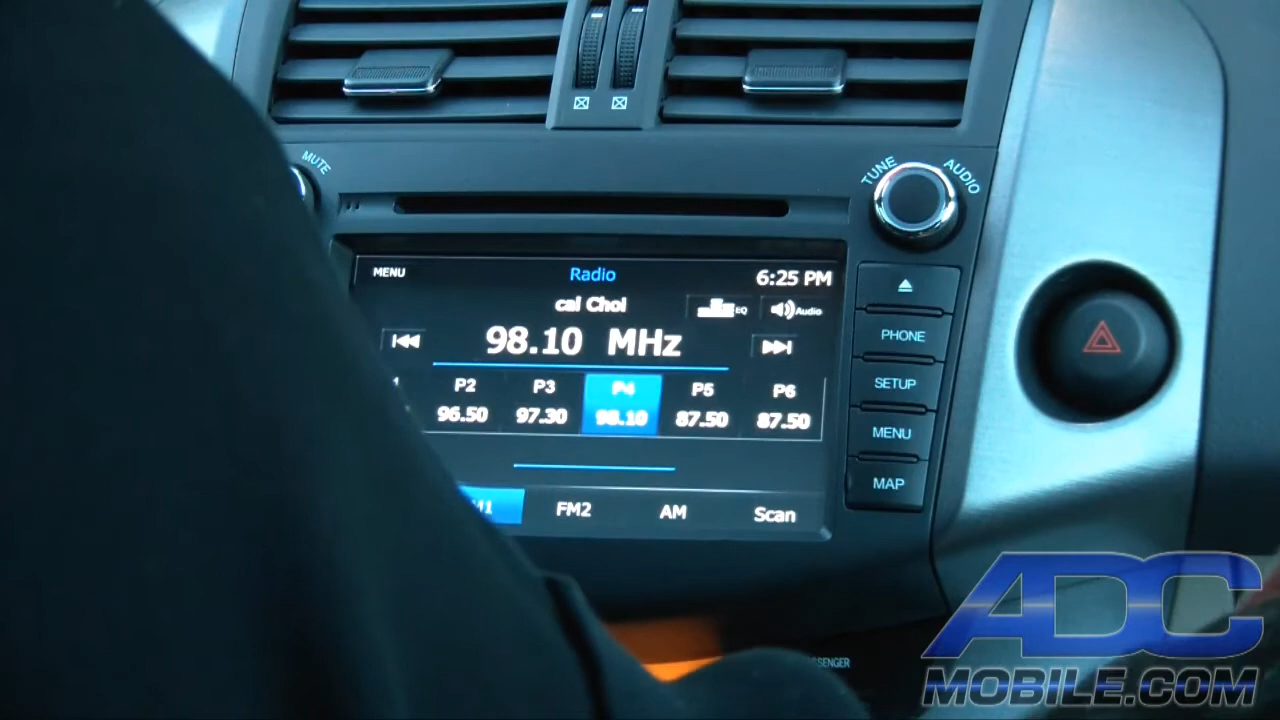 MUTE
TUNE AUDIO
MENU Radio 6:25 PM
cal Chol EQ Audio
98.10 MHz
P2 P3 P4 P5 P6
96.50 97.30 98.10 87.50 87.50
FM2 AM Scan
PHONE
SETUP
MENU
MAP
ADC
MOBILE.COM